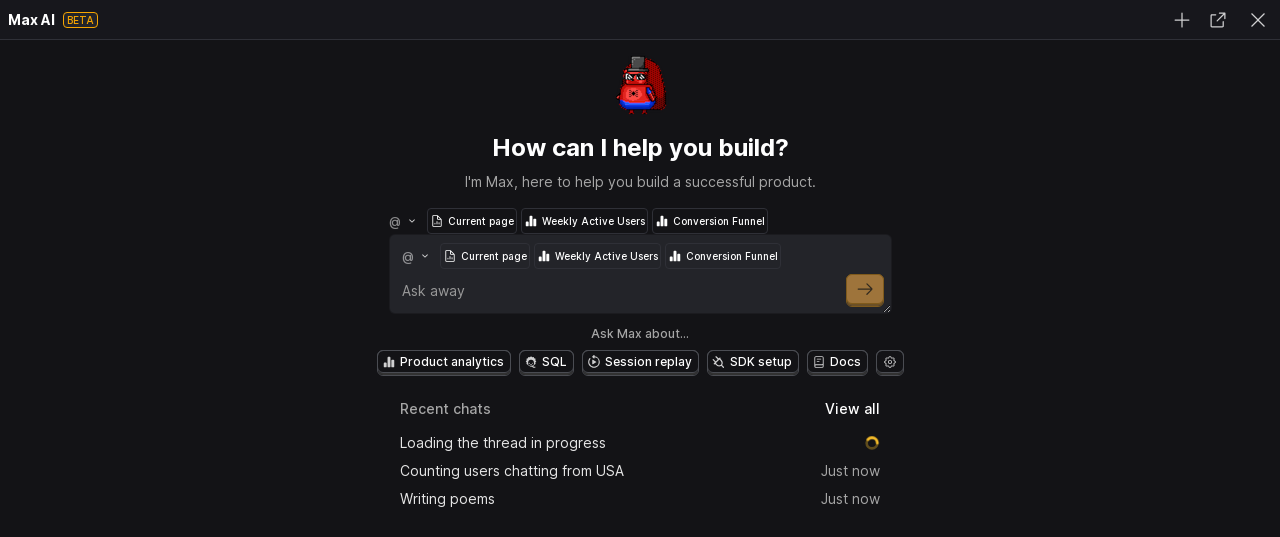 Max AI BETA
How can I help you build?
I'm Max, here to help you build a successful product.
@ Current page Weekly Active Users Conversion Funnel
@ Current page Weekly Active Users Conversion Funnel
Ask away
Ask Max about...
Product analytics SQL Session replay SDK setup Docs
Recent chats View all
Loading the thread in progress
Counting users chatting from USA Just now
Writing poems Just now